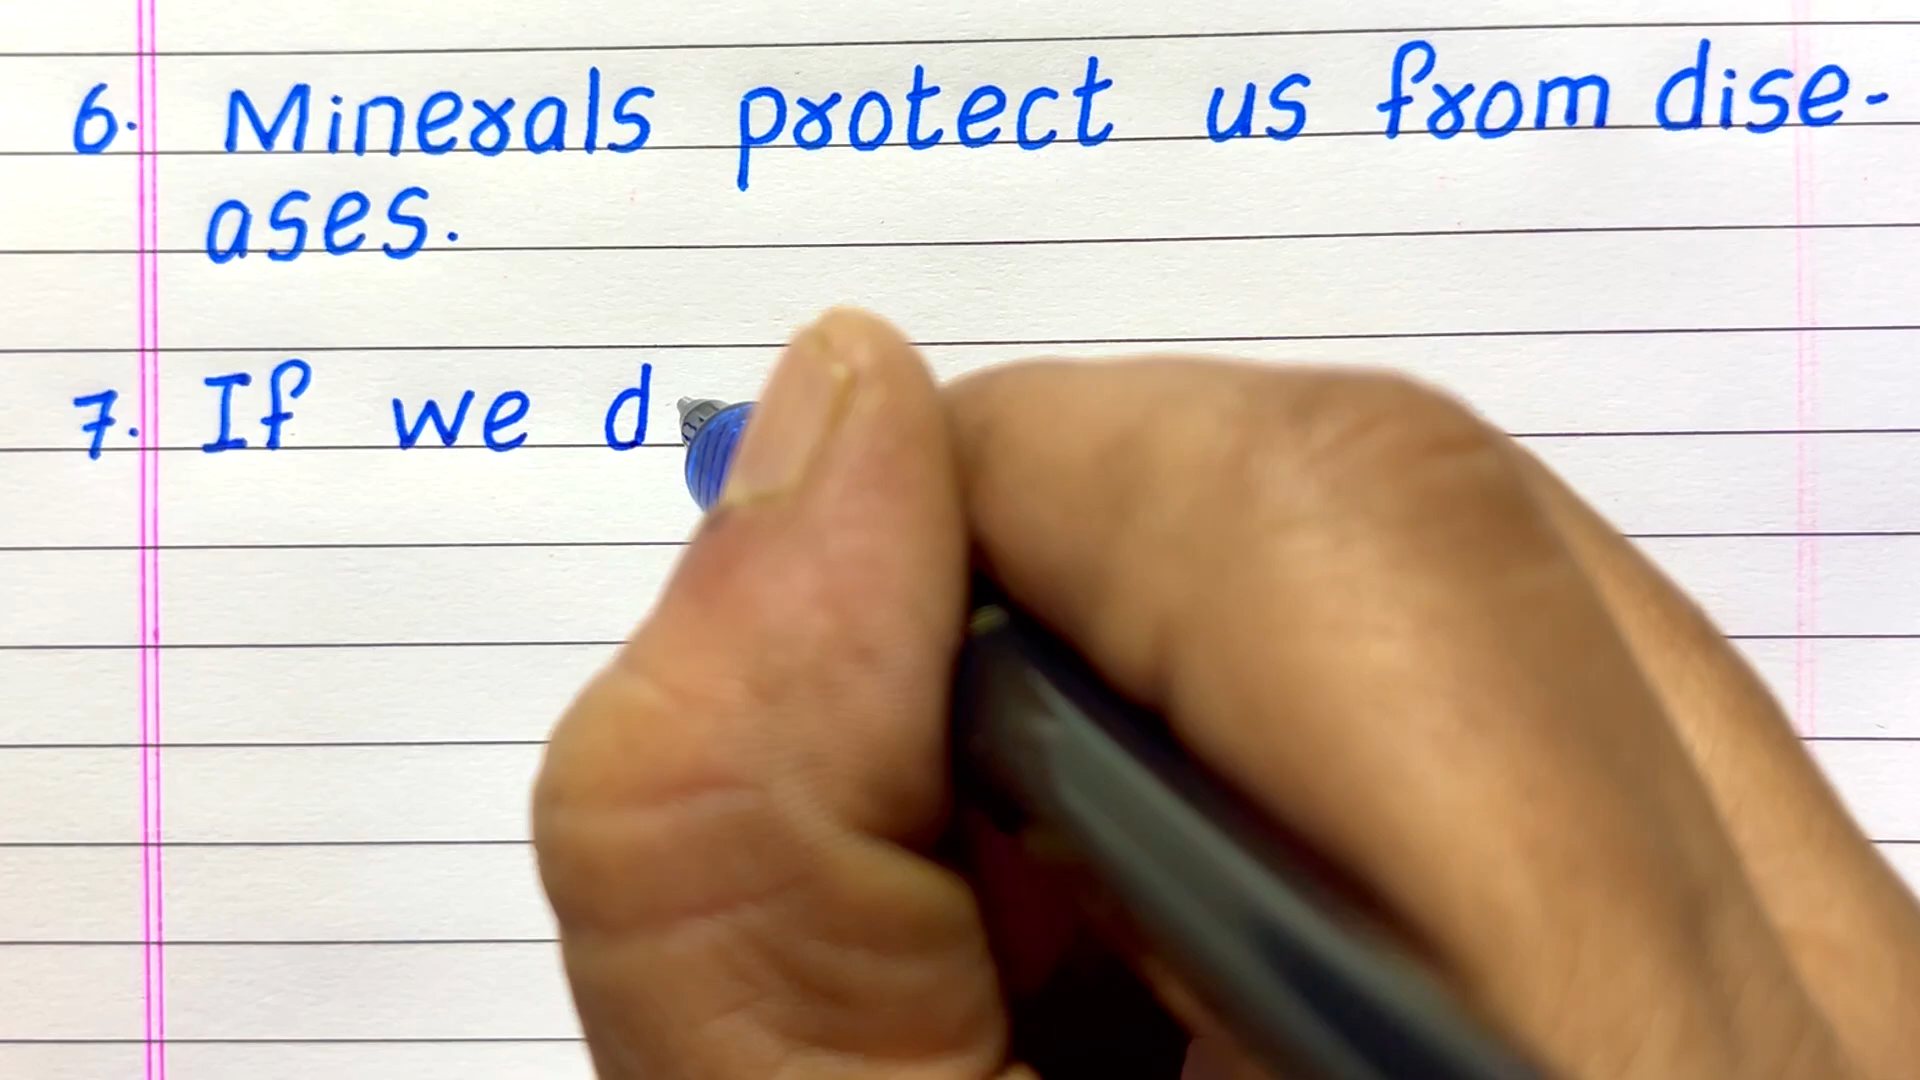 6. Minerals protect us from dise-
ases.
7. If we d